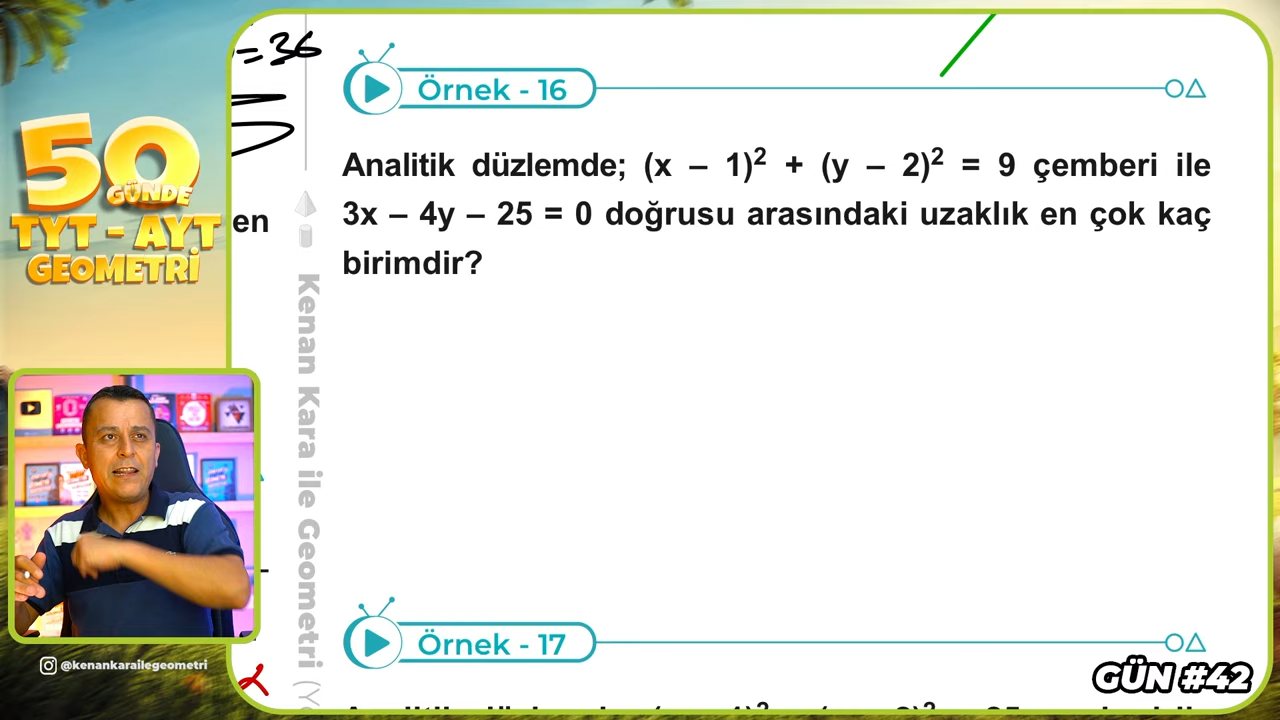 50
GÜNDE
TYT - AYT
GEOMETRİ
=36
en
Örnek - 16
Analitik düzlemde; (x – 1)² + (y – 2)² = 9 çemberi ile
3x – 4y – 25 = 0 doğrusu arasındaki uzaklık en çok kaç
birimdir?
Kenan Kara ile Geometri
Örnek - 17
@kenankarailegeometri
GÜN #42